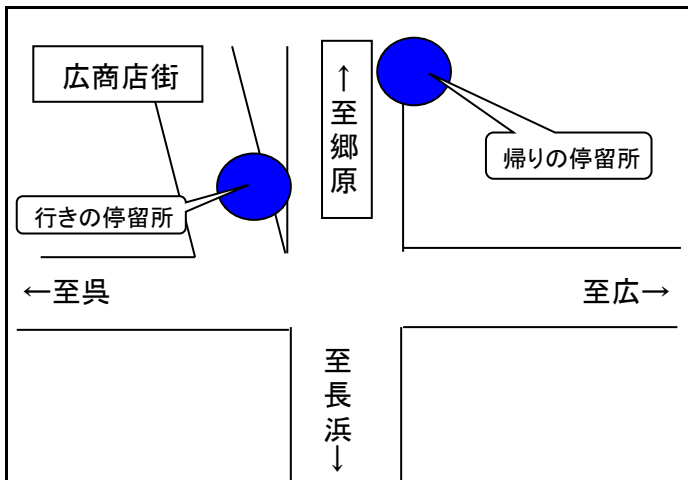 広商店街
↑至郷原
帰りの停留所
行きの停留所
←至呉
至広→
至長浜↓